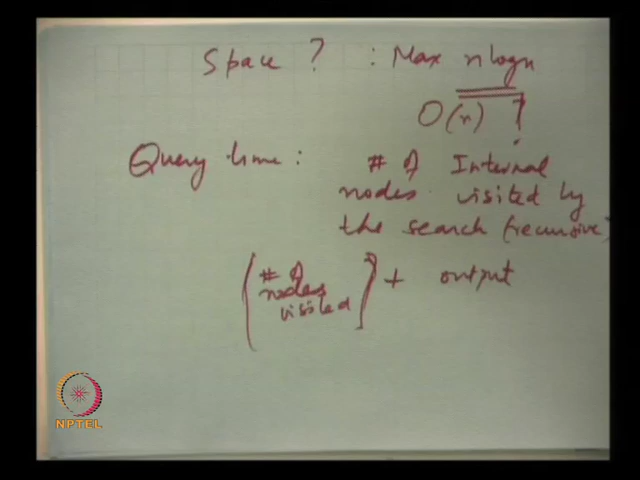 Space ? : Max n log n
O(n) ?
Query time : # of Internal
nodes visited by
the search (recursive)
(# of
nodes
visited) + output
NPTEL